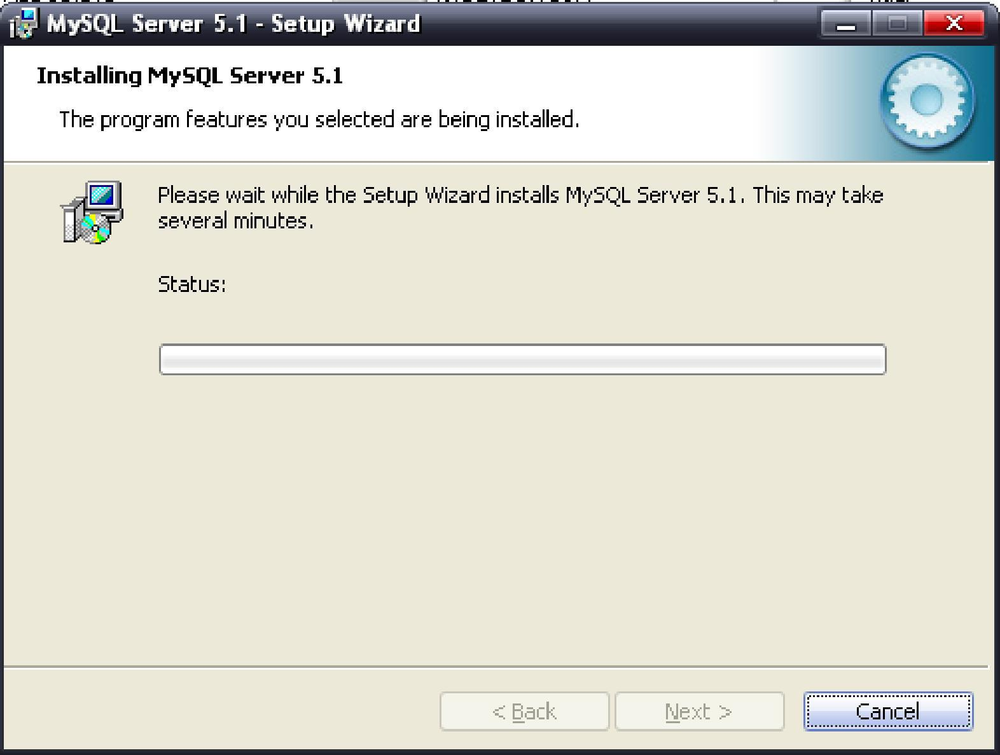 MySQL Server 5.1 - Setup Wizard
Installing MySQL Server 5.1
The program features you selected are being installed.
Please wait while the Setup Wizard installs MySQL Server 5.1. This may take
several minutes.
Status:
< Back
Next >
Cancel